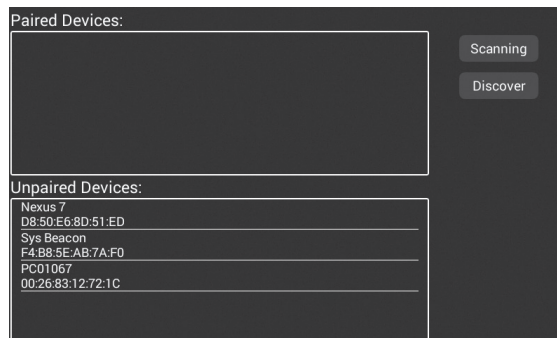 Paired Devices:
Scanning
Discover
Unpaired Devices:
Nexus 7
D8:50:E6:8D:51:ED
Sys Beacon
F4:B8:5E:AB:7A:F0
PC01067
00:26:83:12:72:1C